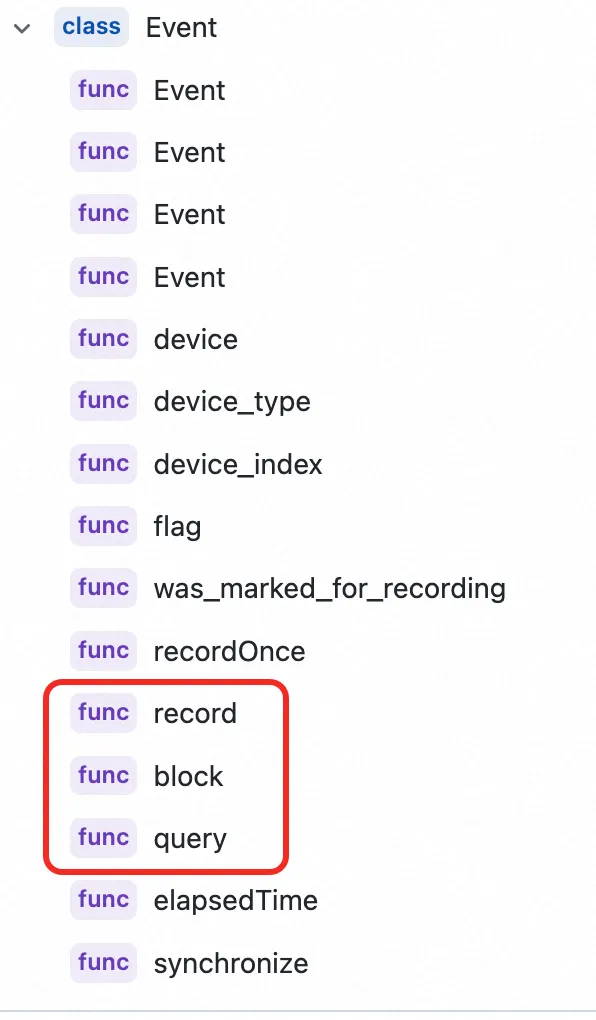 class Event
func Event
func Event
func Event
func Event
func device
func device_type
func device_index
func flag
func was_marked_for_recording
func recordOnce
func record
func block
func query
func elapsedTime
func synchronize